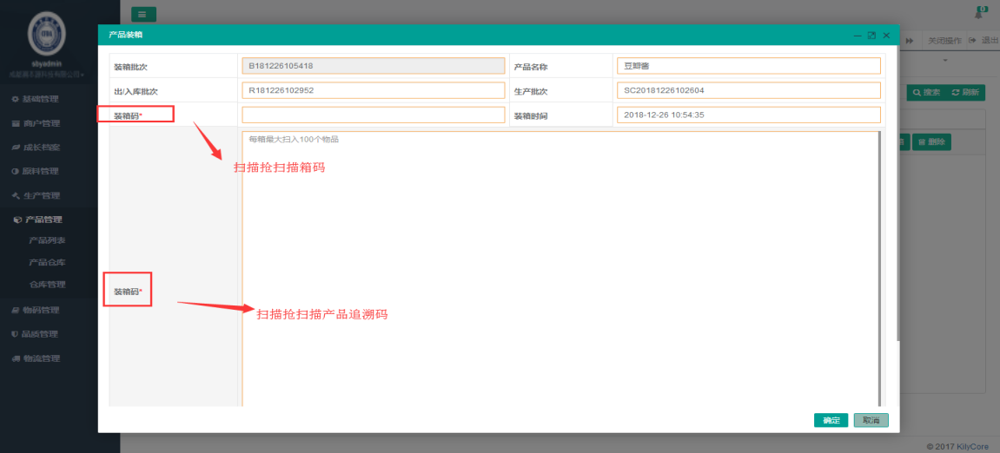 0
产品装箱
sbyadmin
关闭操作 退出
装箱批次 B181226105418 产品名称 豆瓣酱
出/入库批次 R181226102952 生产批次 SC20181226102604
装箱码* 装箱时间 2018-12-26 10:54:35
每箱最大扫入100个物品
扫描抢扫描箱码
装箱码*
扫描抢扫描产品追溯码
确定 取消
搜索 刷新
删除
基础管理
商户管理
成长档案
原料管理
生产管理
产品管理
产品列表
产品仓库
仓库管理
物码管理
品质管理
物流管理
© 2017 KilyCore